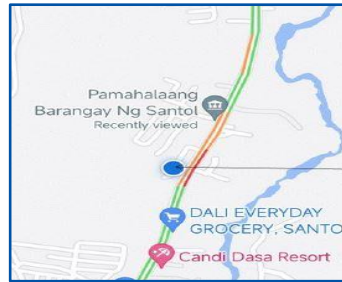 Pamahalaang
Barangay Ng Santol
Recently viewed
DALI EVERYDAY
GROCERY, SANTO
Candi Dasa Resort